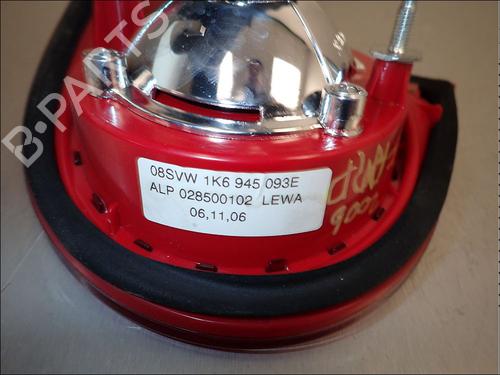 B-PARTS
08SVW 1K6 945 093E
ALP 028500102 LEWA
06,11,06